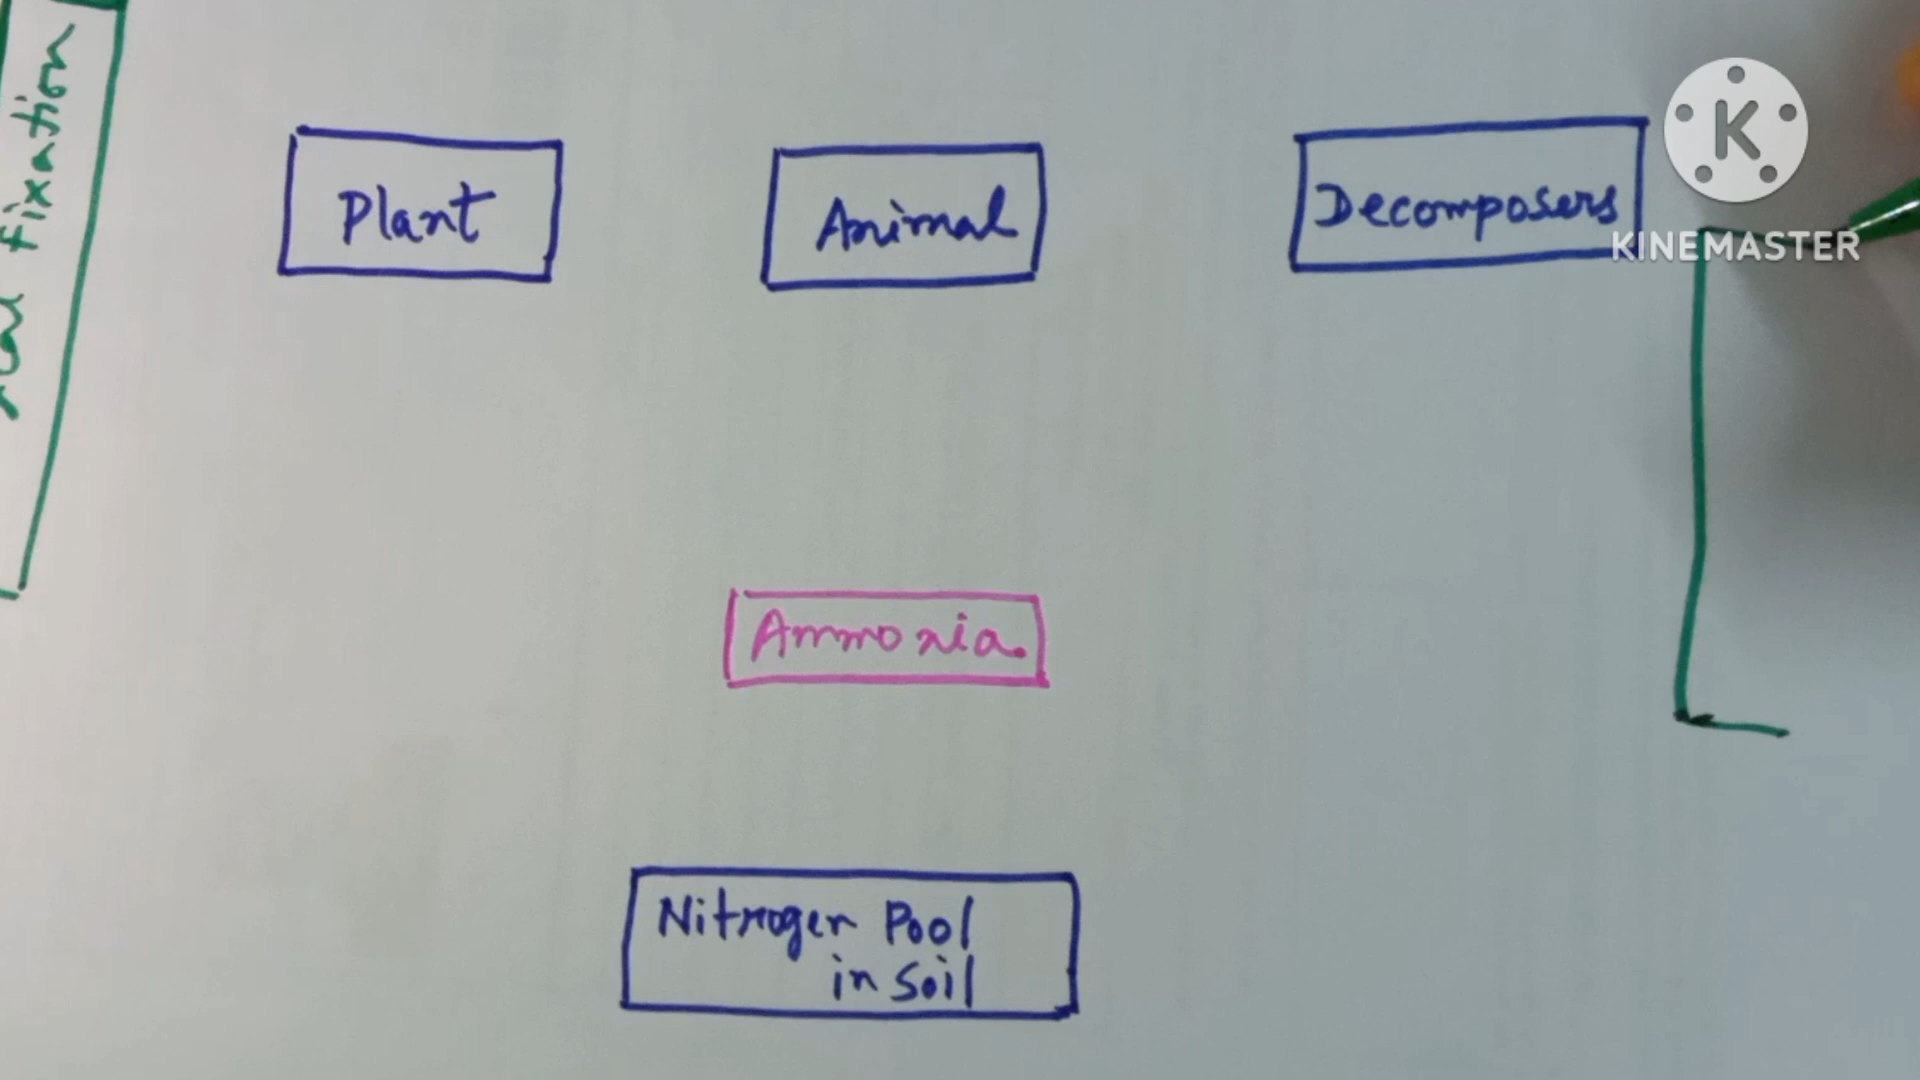 fixation
Plant
Animal
Decomposers
K
KINEMASTER
Ammonia
Nitrogen Pool
in Soil